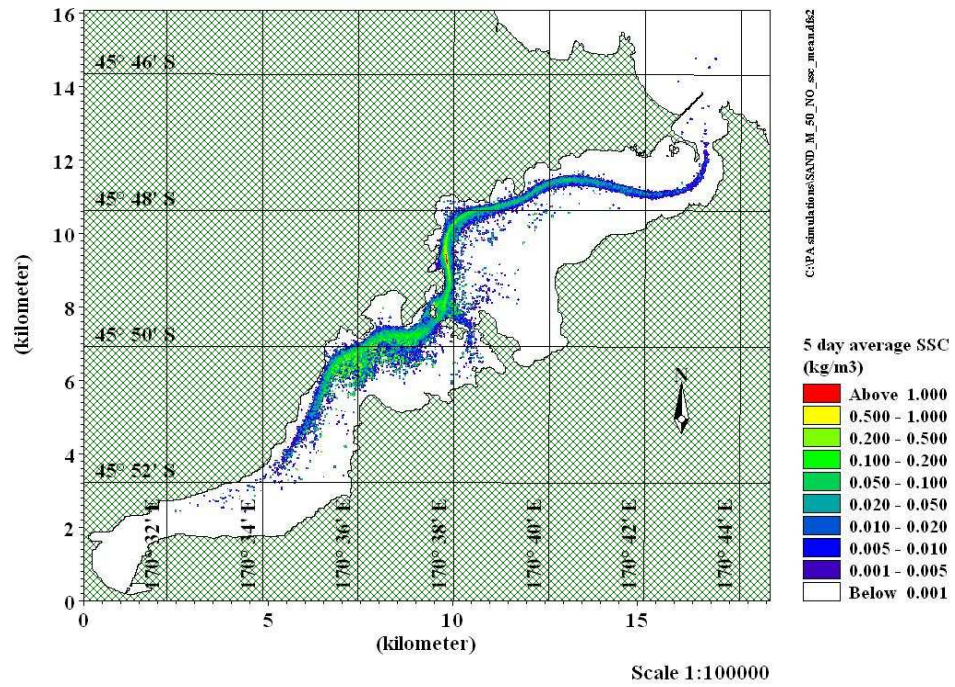 16
14
12
10
8
6
4
2
0
(kilometer)
45° 46' S
45° 48' S
45° 50' S
45° 52' S
170° 32' E
170° 34' E
170° 36' E
170° 38' E
170° 40' E
170° 42' E
170° 44' E
N
0
5
10
15
(kilometer)
Scale 1:100000
C:\PA simulations\SAND_M_50_NO_ssc_mean.dfs2
5 day average SSC
(kg/m3)
Above 1.000
0.500 - 1.000
0.200 - 0.500
0.100 - 0.200
0.050 - 0.100
0.020 - 0.050
0.010 - 0.020
0.005 - 0.010
0.001 - 0.005
Below 0.001